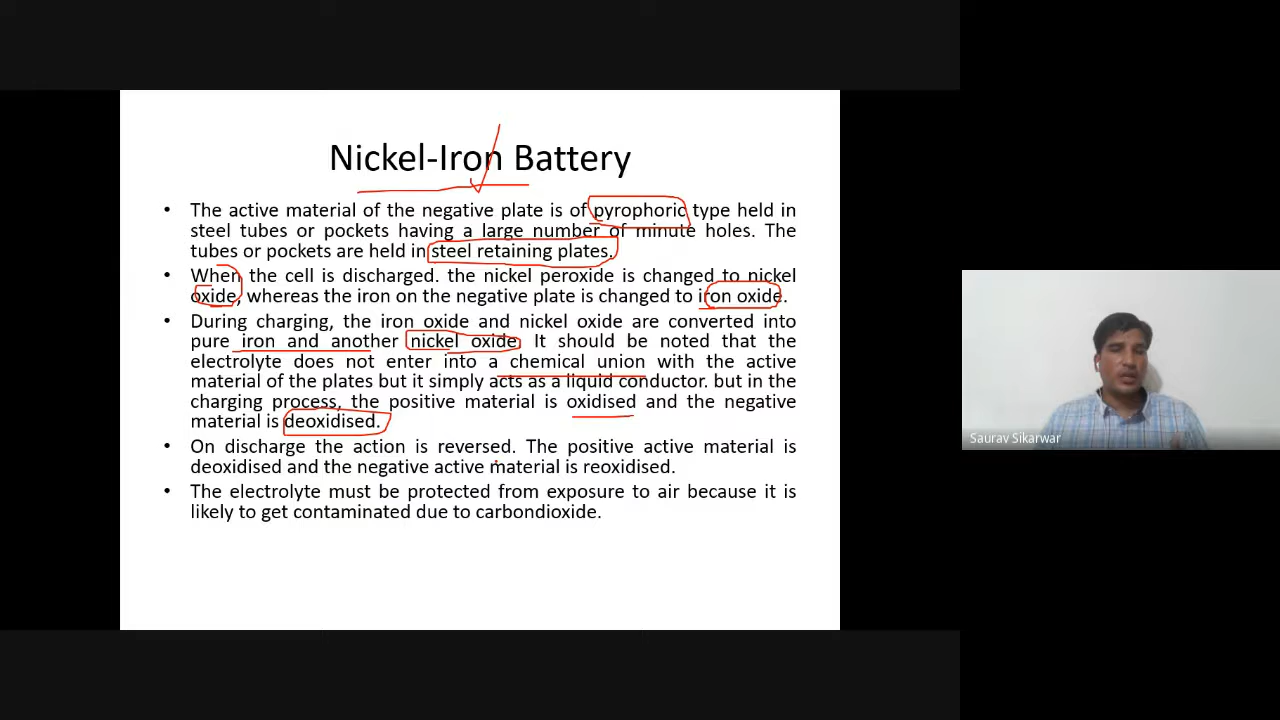 Nickel-Iron Battery
• The active material of the negative plate is of pyrophoric type held in
steel tubes or pockets having a large number of minute holes. The
tubes or pockets are held in steel retaining plates.
• When the cell is discharged. the nickel peroxide is changed to nickel
oxide, whereas the iron on the negative plate is changed to iron oxide.
• During charging, the iron oxide and nickel oxide are converted into
pure iron and another nickel oxide. It should be noted that the
electrolyte does not enter into a chemical union with the active
material of the plates but it simply acts as a liquid conductor. but in the
charging process, the positive material is oxidised and the negative
material is deoxidised.
• On discharge the action is reversed. The positive active material is
deoxidised and the negative active material is reoxidised.
• The electrolyte must be protected from exposure to air because it is
likely to get contaminated due to carbondioxide.
Saurav Sikarwar